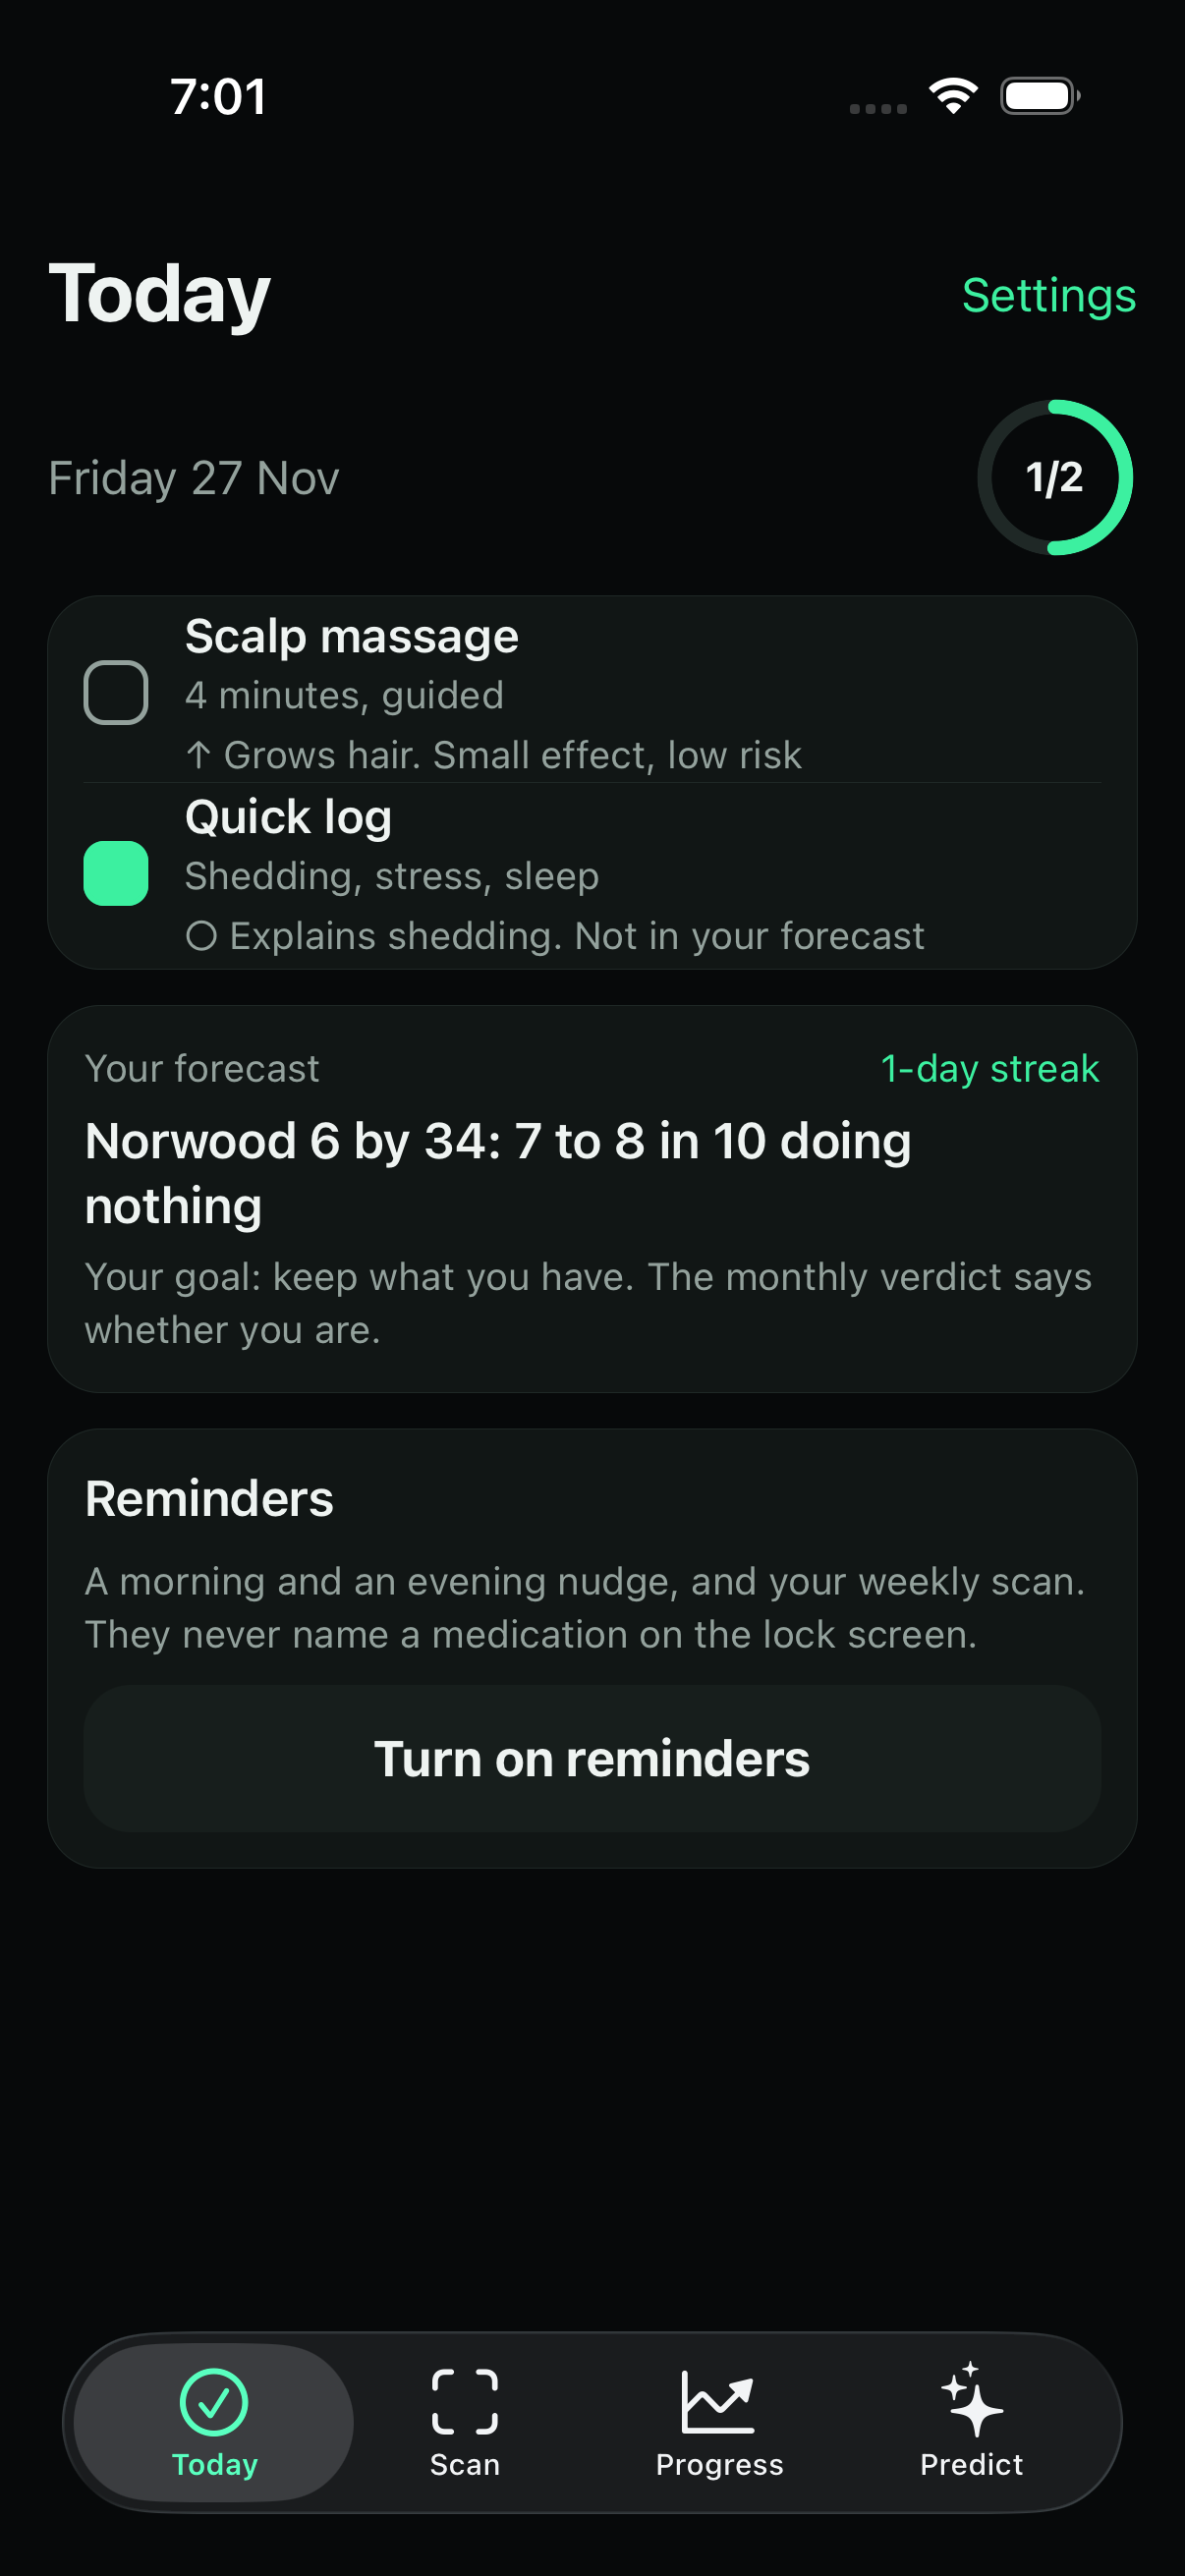 7:01
Today
Settings
Friday 27 Nov
1/2
Scalp massage
4 minutes, guided
↑ Grows hair. Small effect, low risk
Quick log
Shedding, stress, sleep
○ Explains shedding. Not in your forecast
Your forecast
1-day streak
Norwood 6 by 34: 7 to 8 in 10 doing
nothing
Your goal: keep what you have. The monthly verdict says
whether you are.
Reminders
A morning and an evening nudge, and your weekly scan.
They never name a medication on the lock screen.
Turn on reminders
Today
Scan
Progress
Predict